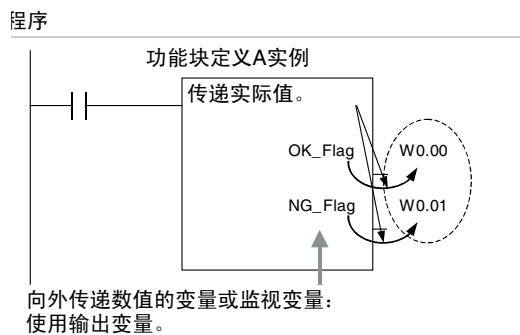 程序
功能块定义A实例
传递实际值。
OK_Flag W0.00
NG_Flag W0.01
向外传递数值的变量或监视变量：
使用输出变量。